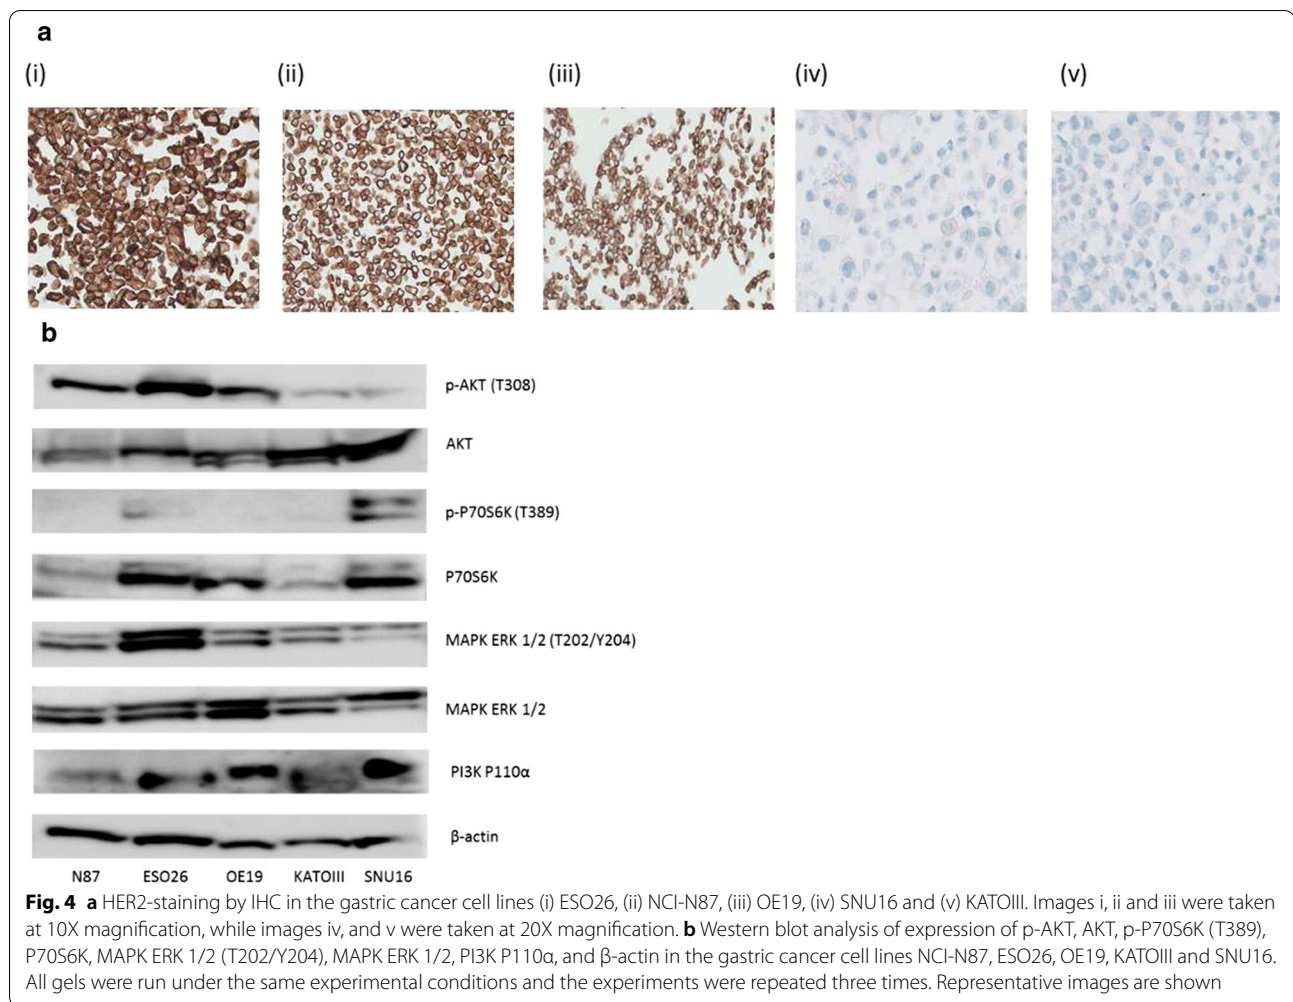 a
(i) (ii) (iii) (iv) (v)
b
p-AKT (T308)
AKT
p-P70S6K (T389)
P70S6K
MAPK ERK 1/2 (T202/Y204)
MAPK ERK 1/2
PI3K P110α
β-actin
N87 ESO26 OE19 KATOIII SNU16
Fig. 4 a HER2-staining by IHC in the gastric cancer cell lines (i) ESO26, (ii) NCI-N87, (iii) OE19, (iv) SNU16 and (v) KATOIII. Images i, ii and iii were taken
at 10X magnification, while images iv, and v were taken at 20X magnification. b Western blot analysis of expression of p-AKT, AKT, p-P70S6K (T389),
P70S6K, MAPK ERK 1/2 (T202/Y204), MAPK ERK 1/2, PI3K P110α, and β-actin in the gastric cancer cell lines NCI-N87, ESO26, OE19, KATOIII and SNU16.
All gels were run under the same experimental conditions and the experiments were repeated three times. Representative images are shown